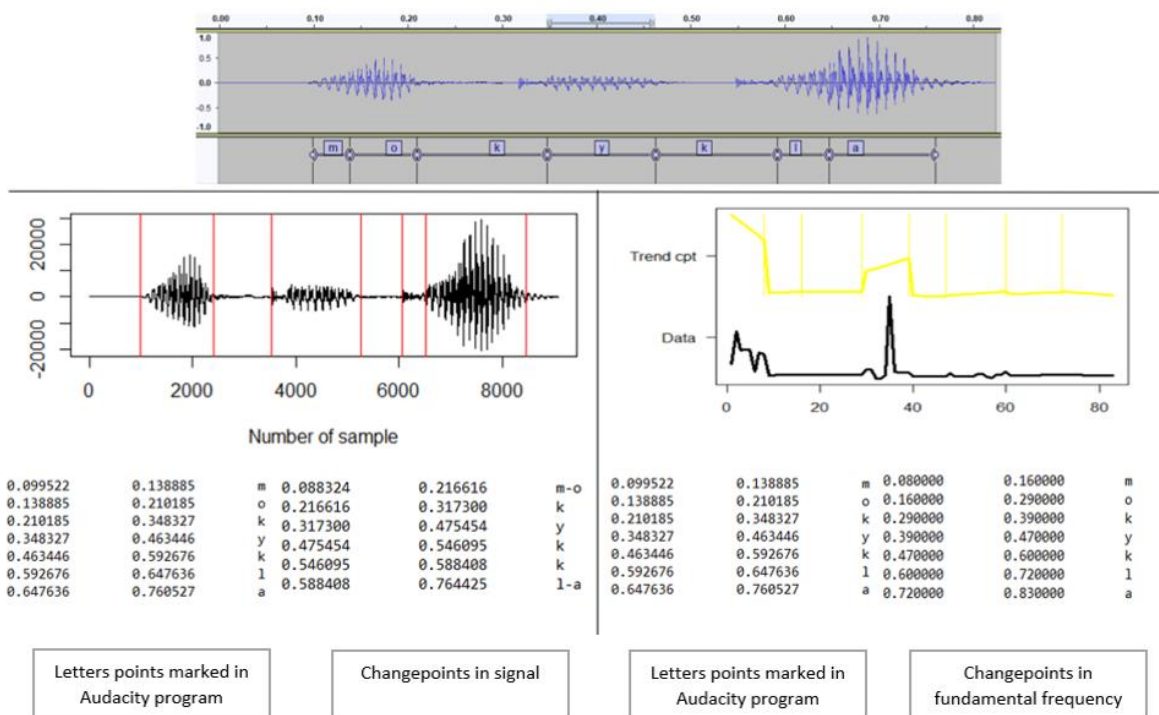 0.00 0.10 0.20 0.30 0.40 0.50 0.60 0.70 0.80
1.0
0.5
0.0
-0.5
-1.0
m o k y k l a
20000
0
-20000
0 2000 4000 6000 8000
Number of sample
Trend cpt
Data
0 20 40 60 80
0.099522 0.138885 m 0.088324 0.216616 m-o
0.138885 0.210185 o 0.216616 0.317300 k
0.210185 0.348327 k 0.317300 0.475454 y
0.348327 0.463446 y 0.475454 0.546095 k
0.463446 0.592676 k 0.546095 0.588408 k
0.592676 0.647636 l 0.588408 0.764425 l-a
0.647636 0.760527 a
0.099522 0.138885 m 0.080000 0.160000 m
0.138885 0.210185 o 0.160000 0.290000 o
0.210185 0.348327 k 0.290000 0.390000 k
0.348327 0.463446 y 0.390000 0.470000 y
0.463446 0.592676 k 0.470000 0.600000 k
0.592676 0.647636 l 0.600000 0.720000 l
0.647636 0.760527 a 0.720000 0.830000 a
Letters points marked in
Audacity program
Changepoints in signal
Letters points marked in
Audacity program
Changepoints in
fundamental frequency